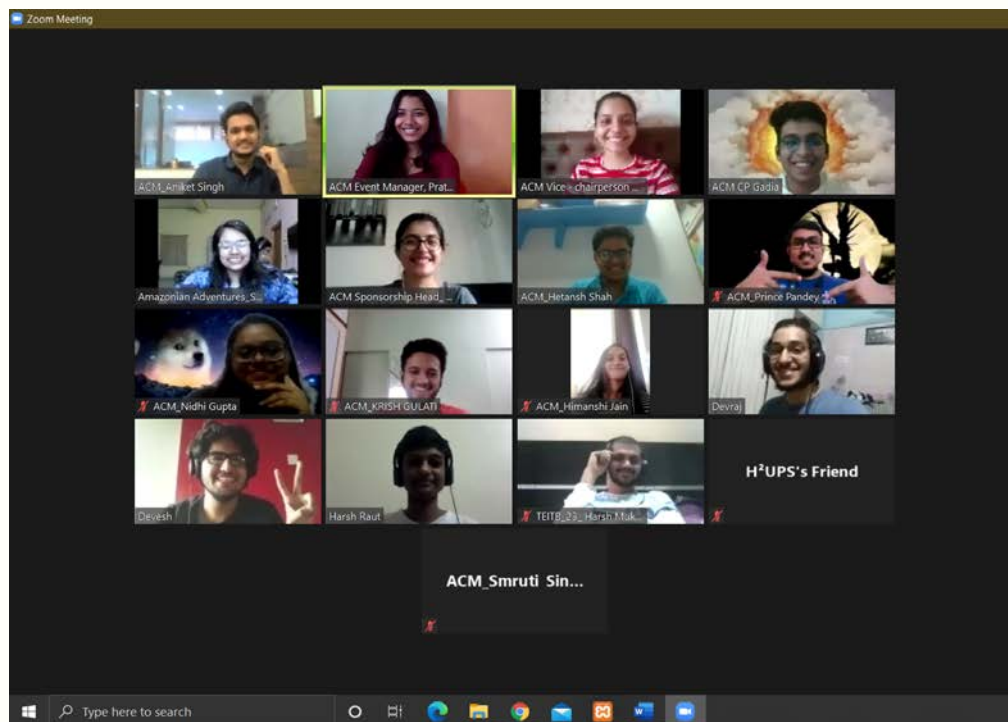 Zoom Meeting
ACM_Aniket Singh
ACM Event Manager, Prat...
ACM Vice - chairperson ...
ACM CP Gadia
Amazonian Adventures_S...
ACM Sponsorship Head_ ...
ACM_Hetansh Shah
ACM_Prince Pandey
ACM_Nidhi Gupta
ACM_KRISH GULATI
ACM_Himanshi Jain
Devraj
Devesh
Harsh Raut
TEITB_23_ Harsh Muk...
H²UPS's Friend
ACM_Smruti Sin...
Type here to search